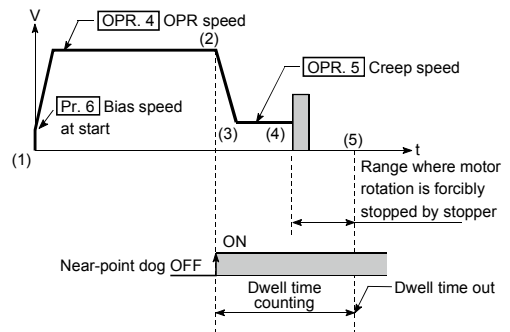 V
OPR. 4 OPR speed
(2)
OPR. 5 Creep speed
Pr. 6 Bias speed
at start
(3)
(4)
(5)
(1)
t
Range where motor
rotation is forcibly
stopped by stopper
ON
Near-point dog OFF
Dwell time
counting
Dwell time out